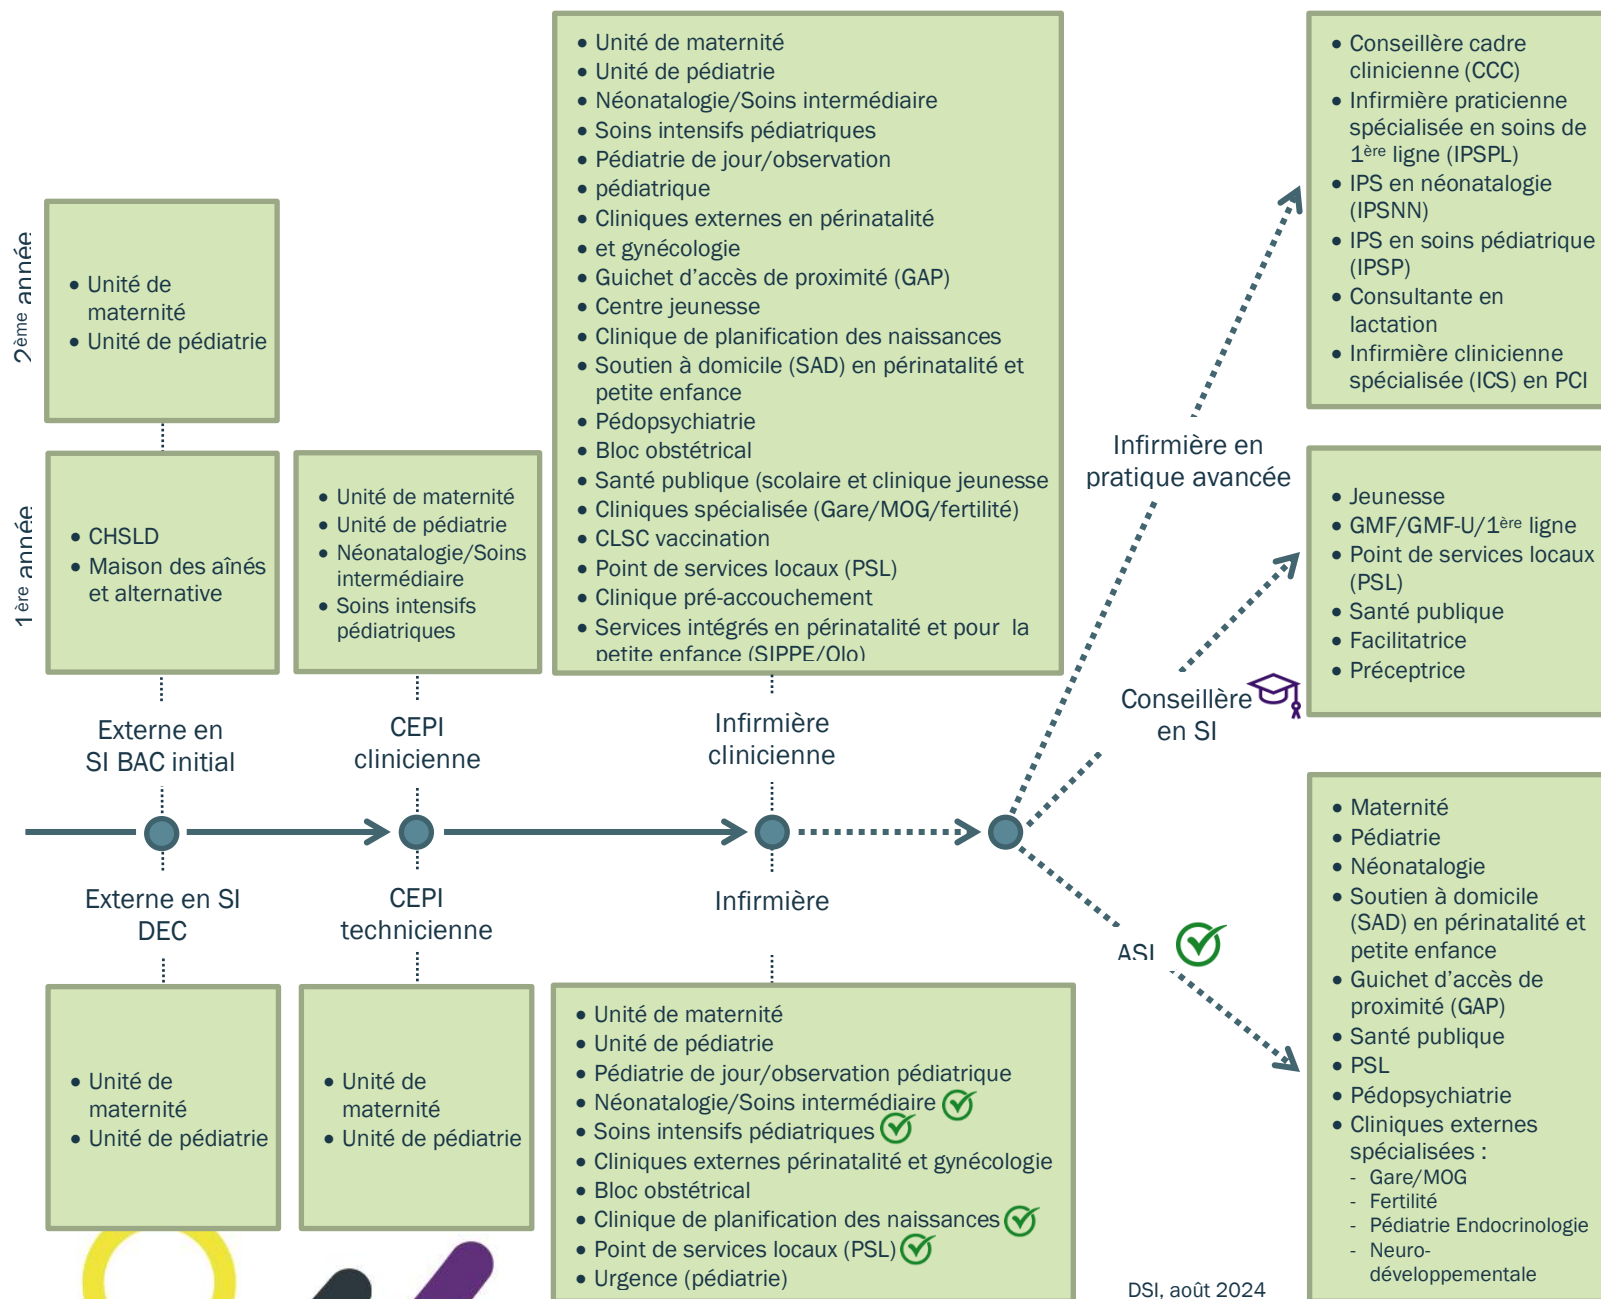 2ème année
• Unité de
maternité
• Unité de pédiatrie
1ère année
• CHSLD
• Maison des aînés
et alternative
Externe en
SI BAC initial
• Unité de maternité
• Unité de pédiatrie
• Néonatalogie/Soins
intermédiaire
• Soins intensifs
pédiatriques
CEPI
clinicienne
• Unité de maternité
• Unité de pédiatrie
• Néonatalogie/Soins intermédiaire
• Soins intensifs pédiatriques
• Pédiatrie de jour/observation
• pédiatrique
• Cliniques externes en périnatalité
• et gynécologie
• Guichet d'accès de proximité (GAP)
• Centre jeunesse
• Clinique de planification des naissances
• Soutien à domicile (SAD) en périnatalité et
petite enfance
• Pédopsychiatrie
• Bloc obstétrical
• Santé publique (scolaire et clinique jeunesse
• Cliniques spécialisée (Gare/MOG/fertilité)
• CLSC vaccination
• Point de services locaux (PSL)
• Clinique pré-accouchement
• Services intégrés en périnatalité et pour la
petite enfance (SIPPE/Olo)
Infirmière
clinicienne
Infirmière en
pratique avancée
• Conseillère cadre
clinicienne (CCC)
• Infirmière praticienne
spécialisée en soins de
1ère ligne (IPSPL)
• IPS en néonatalogie
(IPSNN)
• IPS en soins pédiatrique
(IPSP)
• Consultante en
lactation
• Infirmière clinicienne
spécialisée (ICS) en PCI
Conseillère
en SI
• Jeunesse
• GMF/GMF-U/1ère ligne
• Point de services locaux
(PSL)
• Santé publique
• Facilitatrice
• Préceptrice
Externe en SI
DEC
• Unité de
maternité
• Unité de pédiatrie
CEPI
technicienne
• Unité de
maternité
• Unité de pédiatrie
Infirmière
• Unité de maternité
• Unité de pédiatrie
• Pédiatrie de jour/observation pédiatrique
• Néonatalogie/Soins intermédiaire
• Soins intensifs pédiatriques
• Cliniques externes périnatalité et gynécologie
• Bloc obstétrical
• Clinique de planification des naissances
• Point de services locaux (PSL)
• Urgence (pédiatrie)
ASI
• Maternité
• Pédiatrie
• Néonatalogie
• Soutien à domicile
(SAD) en périnatalité et
petite enfance
• Guichet d'accès de
proximité (GAP)
• Santé publique
• PSL
• Pédopsychiatrie
• Cliniques externes
spécialisées :
- Gare/MOG
- Fertilité
- Pédiatrie Endocrinologie
- Neuro-
développementale
DSI, août 2024